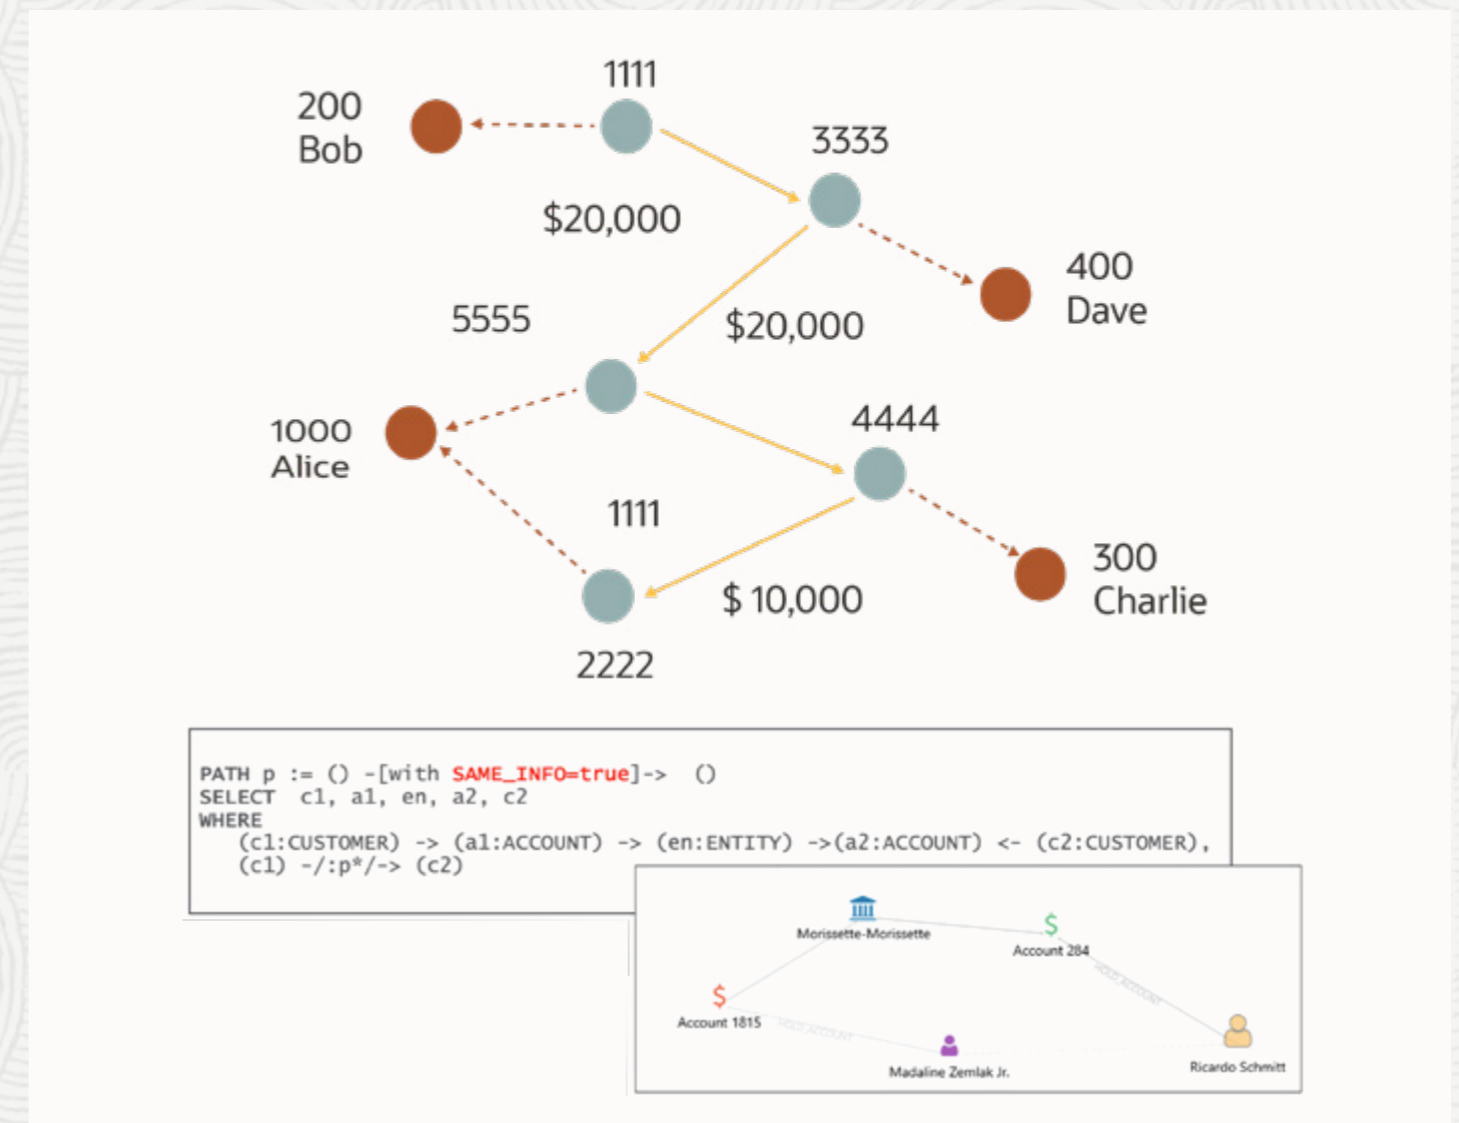 1111
200
Bob
3333
$20,000
400
Dave
5555
$20,000
4444
1000
Alice
1111
300
Charlie
$ 10,000
2222
PATH p := () -[with SAME_INFO=true]-> ()
SELECT c1, a1, en, a2, c2
WHERE
(c1:CUSTOMER) -> (a1:ACCOUNT) -> (en:ENTITY) ->(a2:ACCOUNT) <- (c2:CUSTOMER),
(c1) -/:p*/-> (c2)
Morissette-Morissette
Account 284
HOLD_ACCOUNT
Account 1815
HOLD_ACCOUNT
Madaline Zemlak Jr.
Ricardo Schmitt